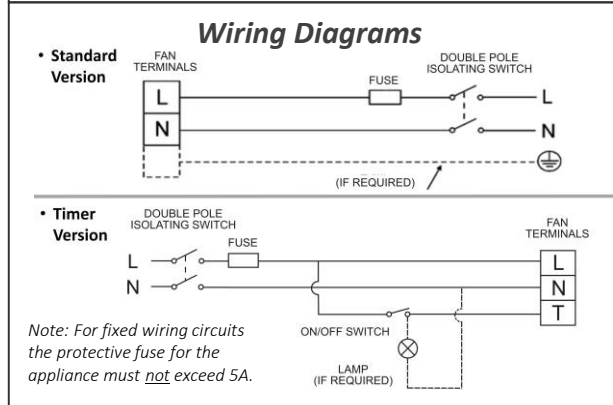 Wiring Diagrams
• Standard
Version
FAN
TERMINALS
DOUBLE POLE
ISOLATING SWITCH
FUSE
L
L
N
N
(IF REQUIRED)
• Timer
Version
DOUBLE POLE
ISOLATING SWITCH
FUSE
FAN
TERMINALS
L
L
N
N
T
ON/OFF SWITCH
LAMP
(IF REQUIRED)
Note: For fixed wiring circuits
the protective fuse for the
appliance must not exceed 5A.